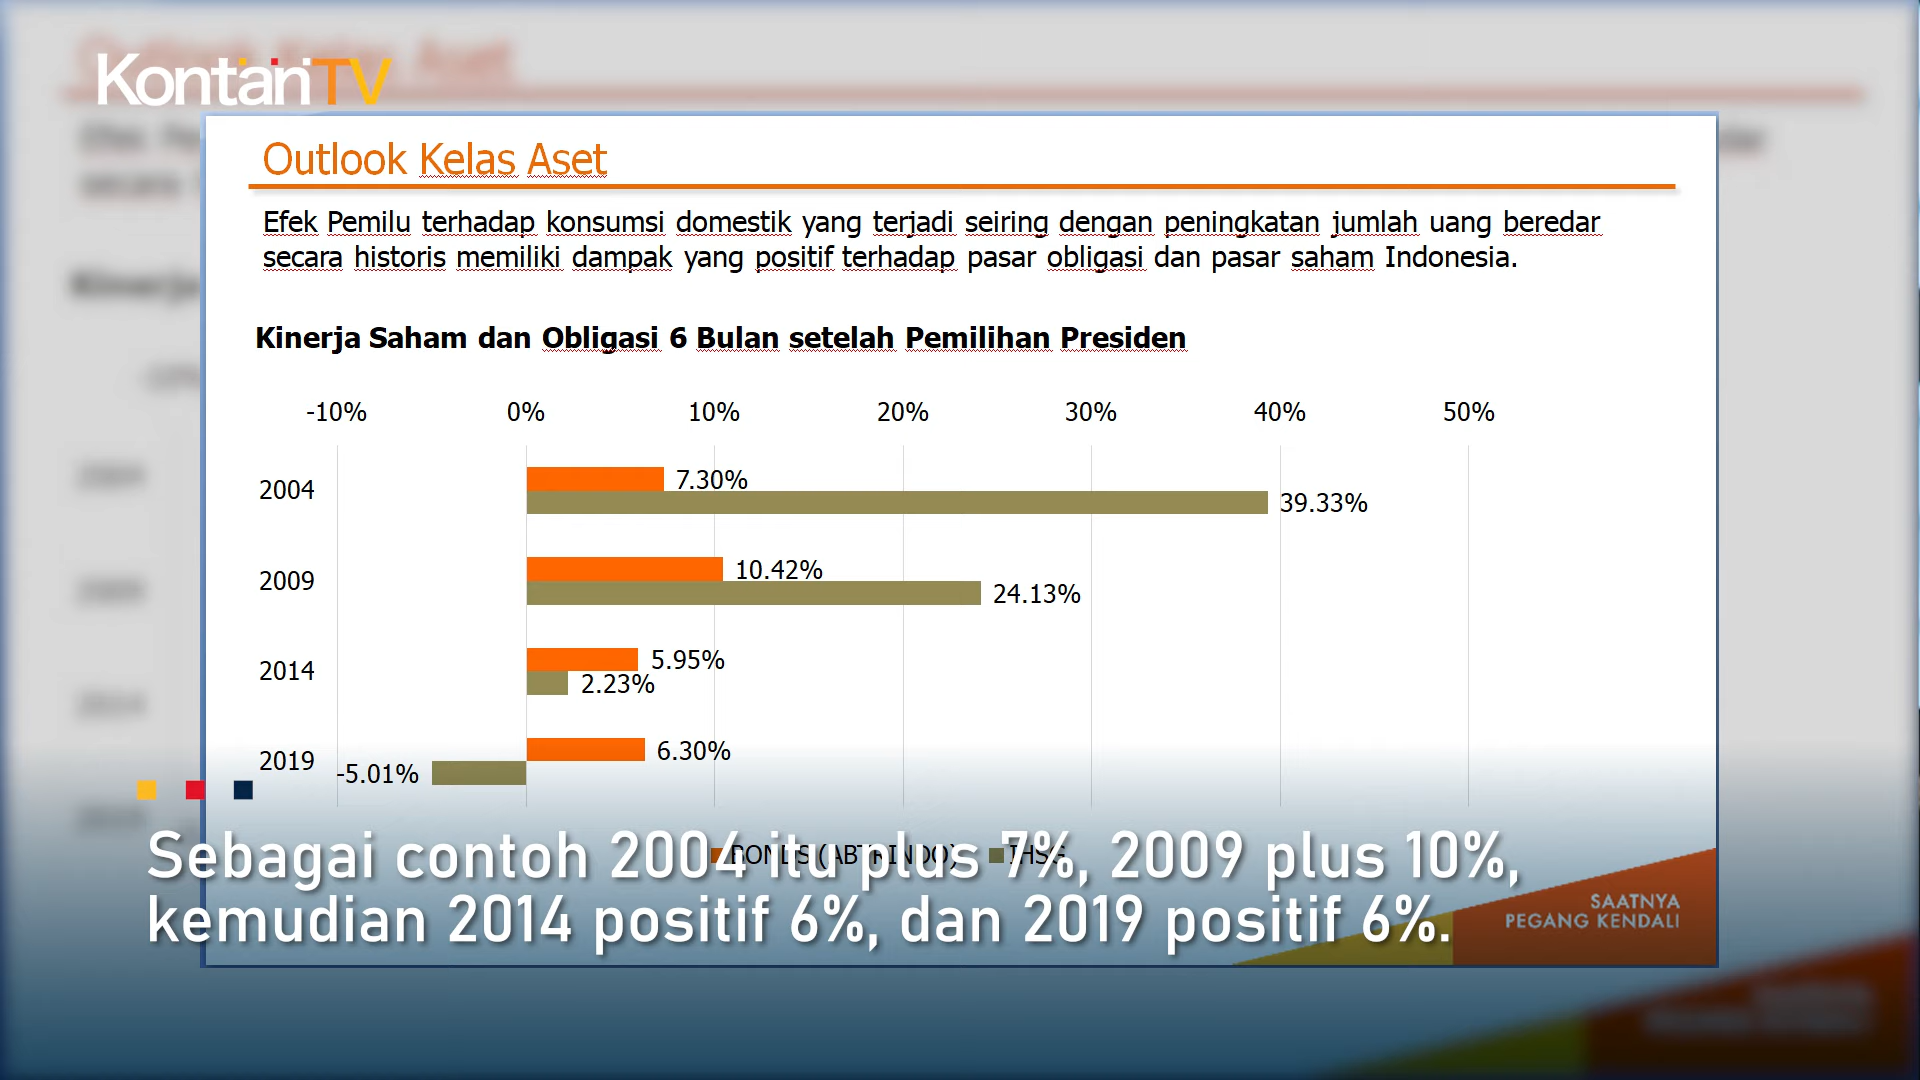 KontanTV
Outlook Kelas Aset
Efek Pemilu terhadap konsumsi domestik yang terjadi seiring dengan peningkatan jumlah uang beredar
secara historis memiliki dampak yang positif terhadap pasar obligasi dan pasar saham Indonesia.
Kinerja Saham dan Obligasi 6 Bulan setelah Pemilihan Presiden
-10% 0% 10% 20% 30% 40% 50%
2004 7.30%
39.33%
2009 10.42%
24.13%
2014 5.95%
2.23%
2019 6.30%
-5.01%
BONDS (ABTRINDO) IHSG
Sebagai contoh 2004 itu plus 7%, 2009 plus 10%,
kemudian 2014 positif 6%, dan 2019 positif 6%.
SAATNYA
PEGANG KENDALI